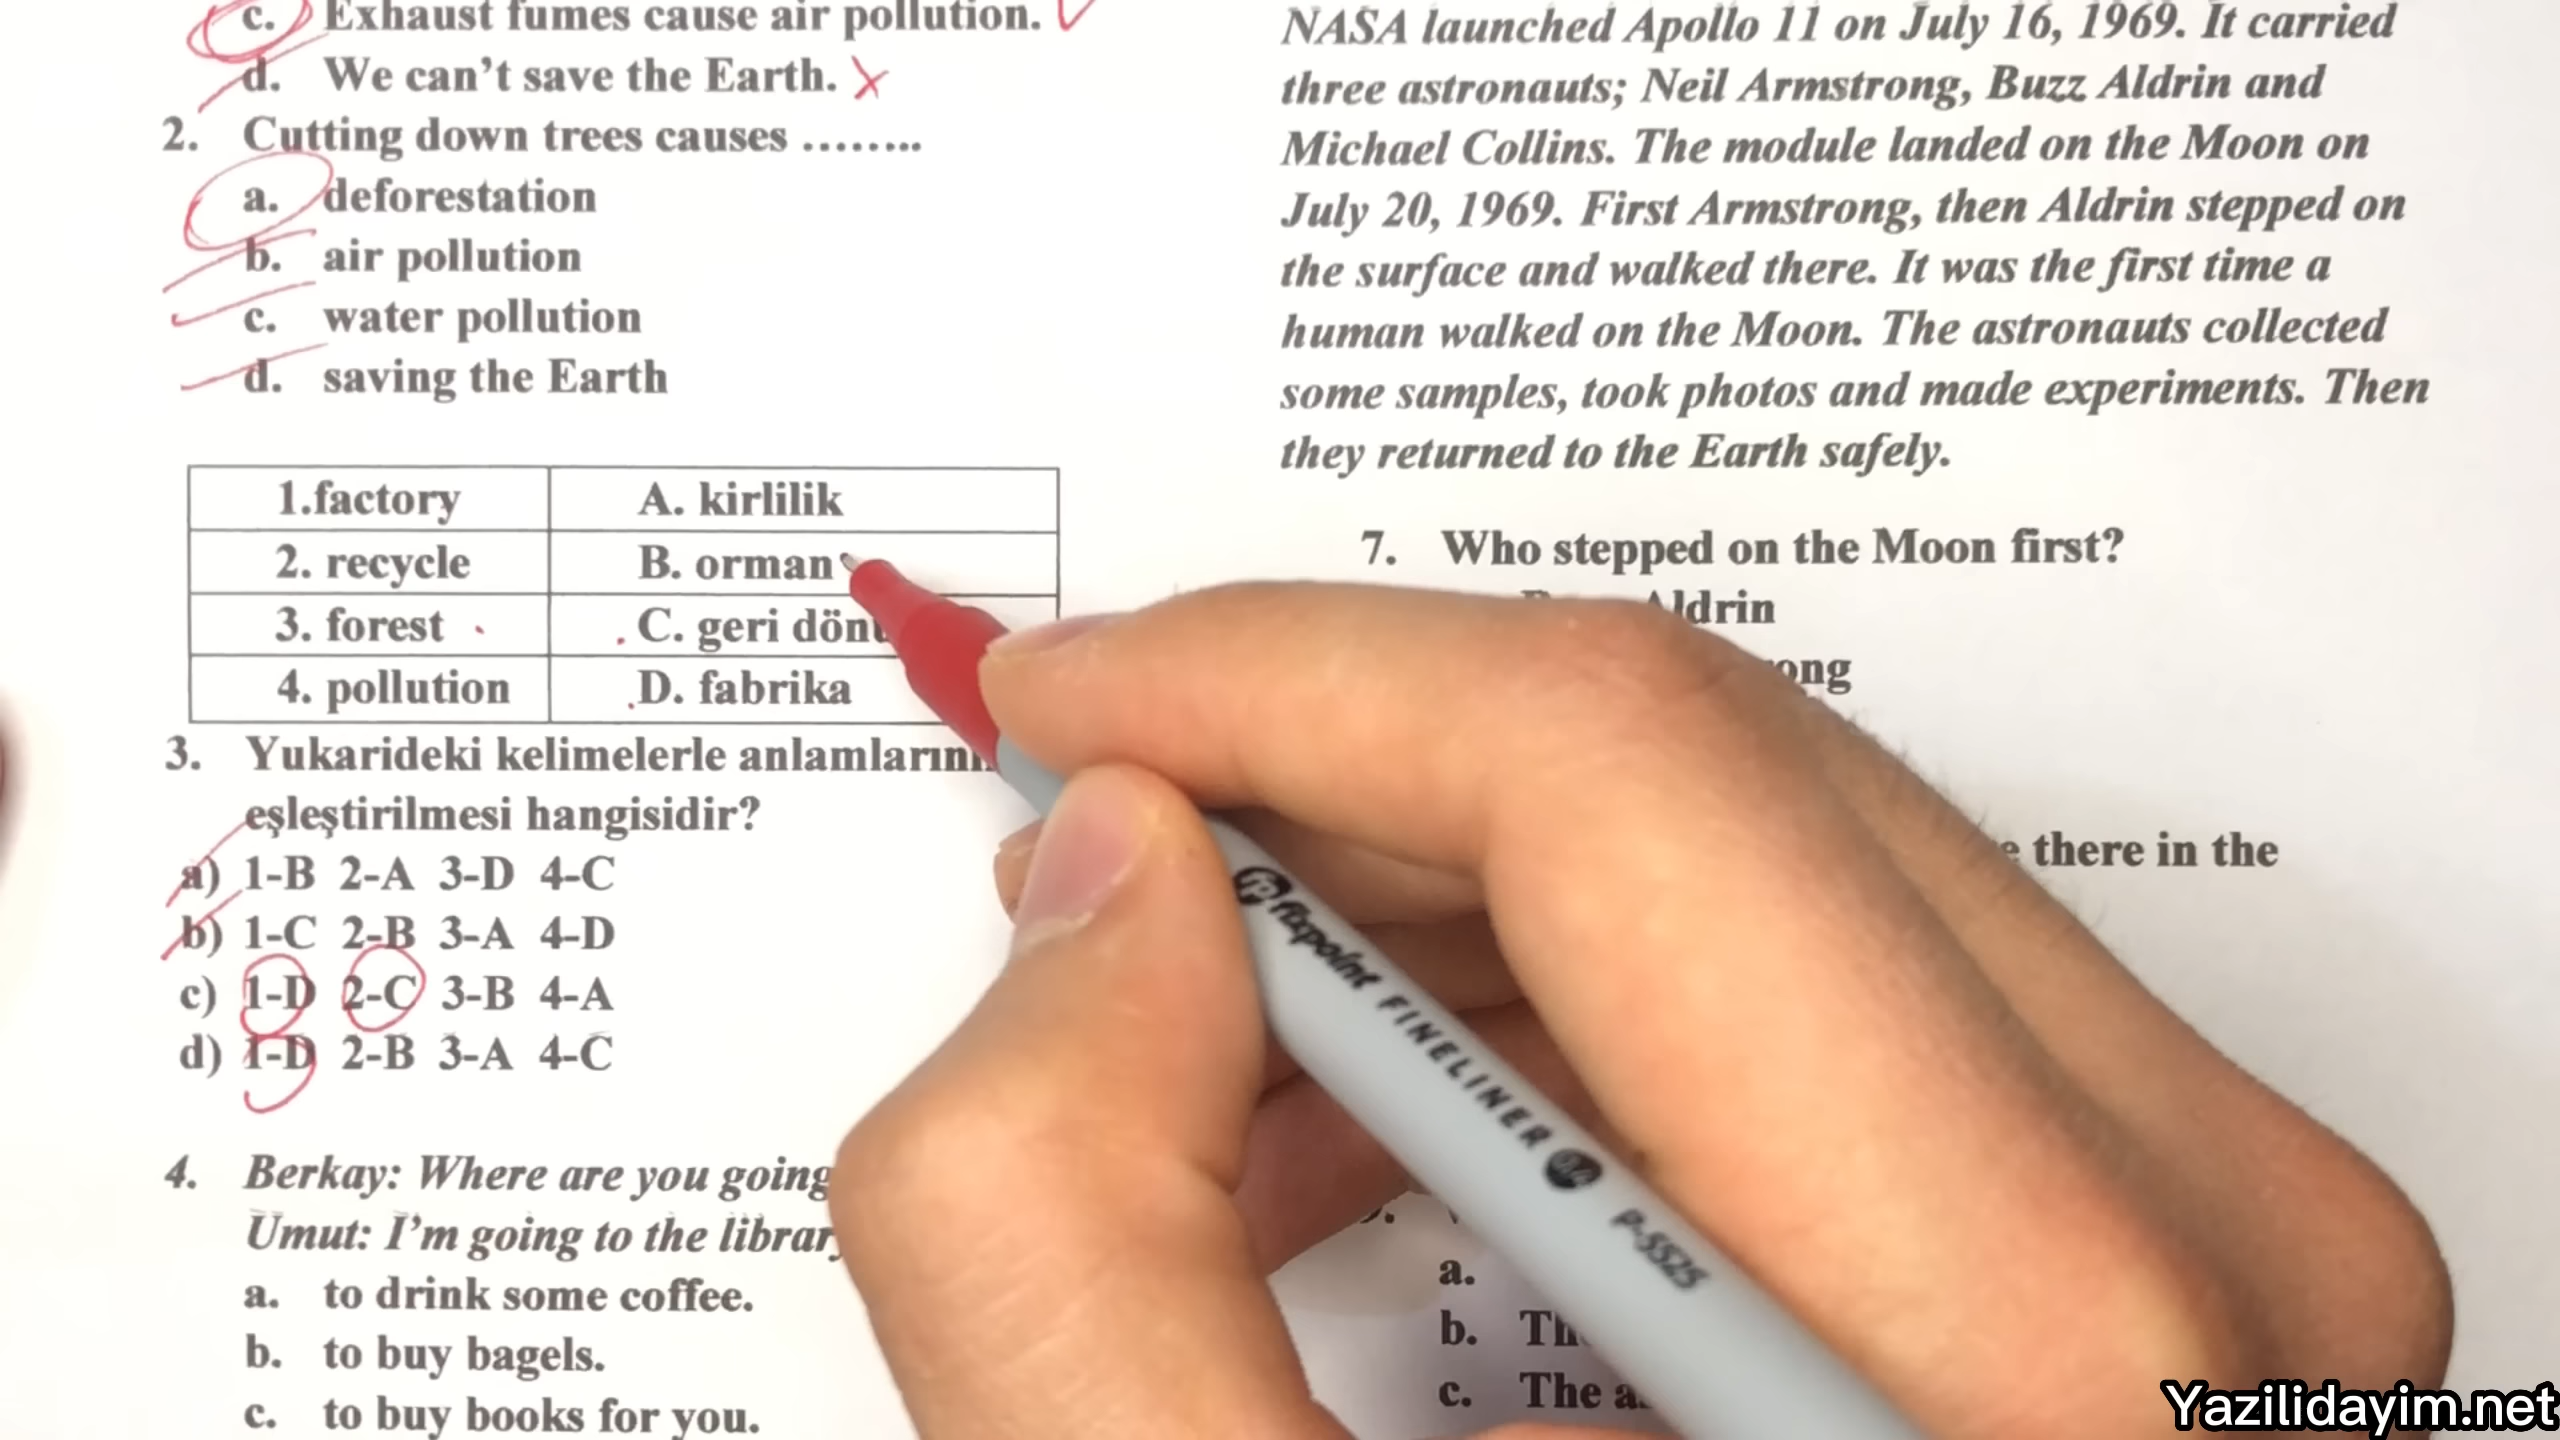 c. Exhaust fumes cause air pollution.
d. We can't save the Earth.
2. Cutting down trees causes ........
a. deforestation
b. air pollution
c. water pollution
d. saving the Earth
1.factory A. kirlilik
2. recycle B. orman
3. forest C. geri
4. pollution D. fabrika
3. Yukarideki kelimelerle
eşleştirilmesi hangisidir?
a) 1-B 2-A 3-D 4-C
b) 1-C 2-B 3-A 4-D
c) 1-D 2-C 3-B 4-A
d) 1-D 2-B 3-A 4-C
4. Berkay: Where are you going
Umut: I'm going to the
a. to drink some coffee.
b. to buy bagels.
c. to buy books for you.
NASA launched Apollo 11 on July 16, 1969. It carried
three astronauts; Neil Armstrong, Buzz Aldrin and
Michael Collins. The module landed on the Moon on
July 20, 1969. First Armstrong, then Aldrin stepped on
the surface and walked there. It was the first time a
human walked on the Moon. The astronauts collected
some samples, took photos and made experiments. Then
they returned to the Earth safely.
7. Who stepped on the Moon first?
there in the
a.
b.
c. The
fixpoint FINELINER 0.4 P-5525
Yazilidayim.net